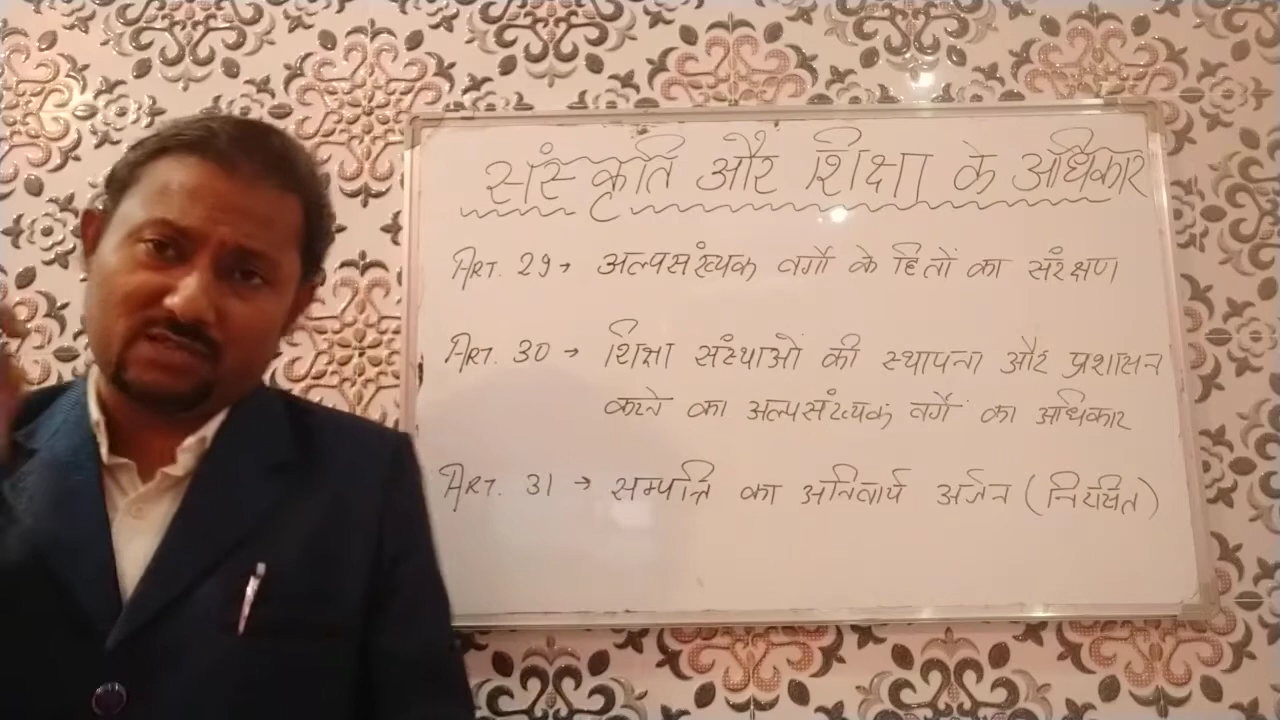 संस्कृति और शिक्षा के अधिकार
ART. 29 → अल्पसंख्यक वर्गों के हितों का संरक्षण
ART. 30 → शिक्षा संस्थाओं की स्थापना और प्रशासन
करने का अल्पसंख्यक वर्गों का अधिकार
ART. 31 → सम्पत्ति का अनिवार्य अर्जन (निरसित)